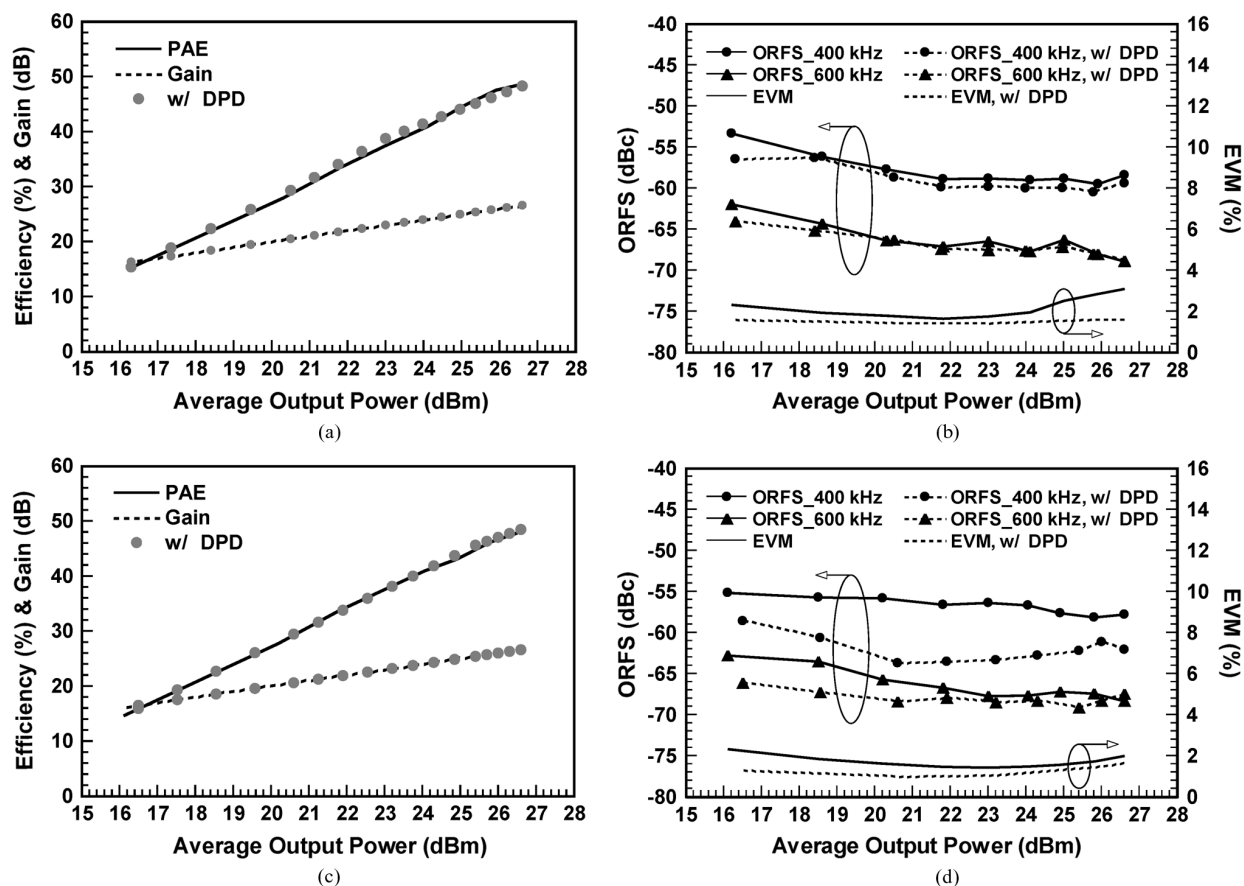 60
50
40
30
20
10
0
Efficiency (%) & Gain (dB)
PAE
Gain
w/ DPD
15 16 17 18 19 20 21 22 23 24 25 26 27 28
Average Output Power (dBm)
(a)
-40
-45
-50
-55
-60
-65
-70
-75
-80
ORFS (dBc)
ORFS_400 kHz
ORFS_600 kHz
EVM
ORFS_400 kHz, w/ DPD
ORFS_600 kHz, w/ DPD
EVM, w/ DPD
16
14
12
10
8
6
4
2
0
EVM (%)
15 16 17 18 19 20 21 22 23 24 25 26 27 28
Average Output Power (dBm)
(b)
60
50
40
30
20
10
0
Efficiency (%) & Gain (dB)
PAE
Gain
w/ DPD
15 16 17 18 19 20 21 22 23 24 25 26 27 28
Average Output Power (dBm)
(c)
-40
-45
-50
-55
-60
-65
-70
-75
-80
ORFS (dBc)
ORFS_400 kHz
ORFS_600 kHz
EVM
ORFS_400 kHz, w/ DPD
ORFS_600 kHz, w/ DPD
EVM, w/ DPD
16
14
12
10
8
6
4
2
0
EVM (%)
15 16 17 18 19 20 21 22 23 24 25 26 27 28
Average Output Power (dBm)
(d)